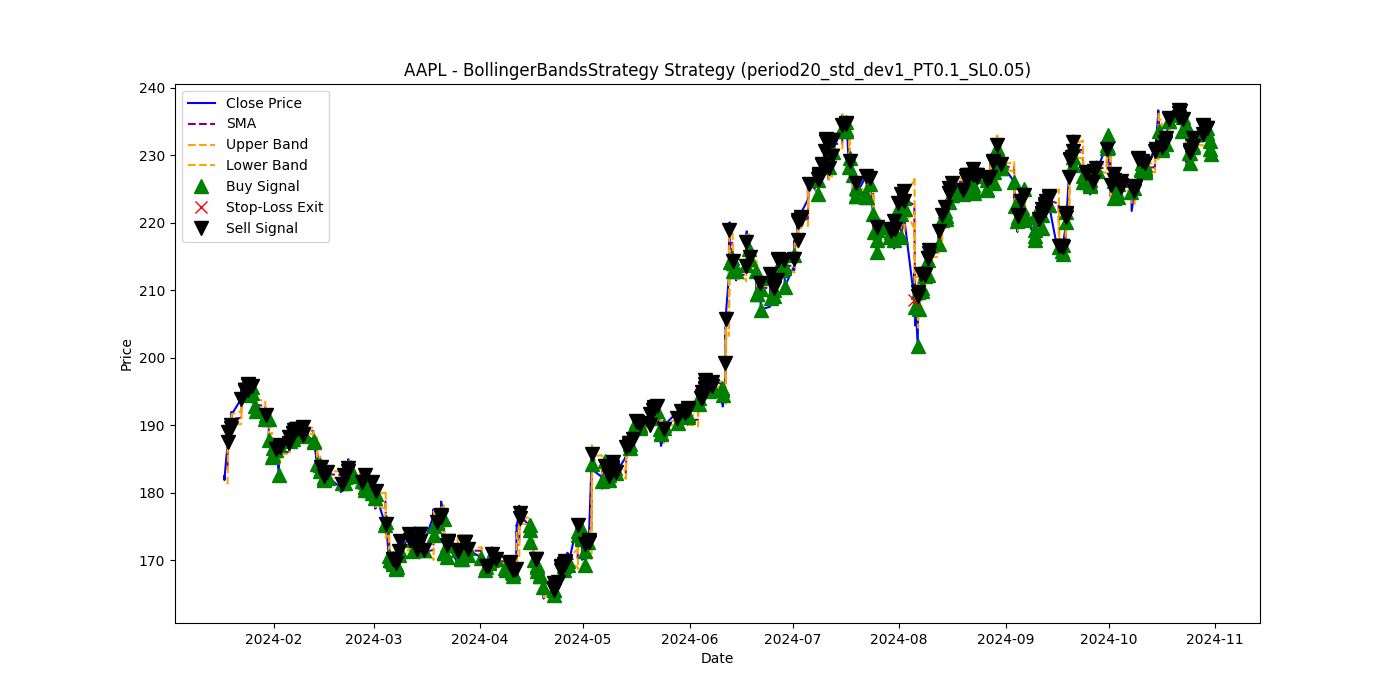 AAPL - BollingerBandsStrategy Strategy (period20_std_dev1_PT0.1_SL0.05)
240
230
220
210
200
190
180
170
Price
Close Price
SMA
Upper Band
Lower Band
Buy Signal
Stop-Loss Exit
Sell Signal
2024-02 2024-03 2024-04 2024-05 2024-06 2024-07 2024-08 2024-09 2024-10 2024-11
Date